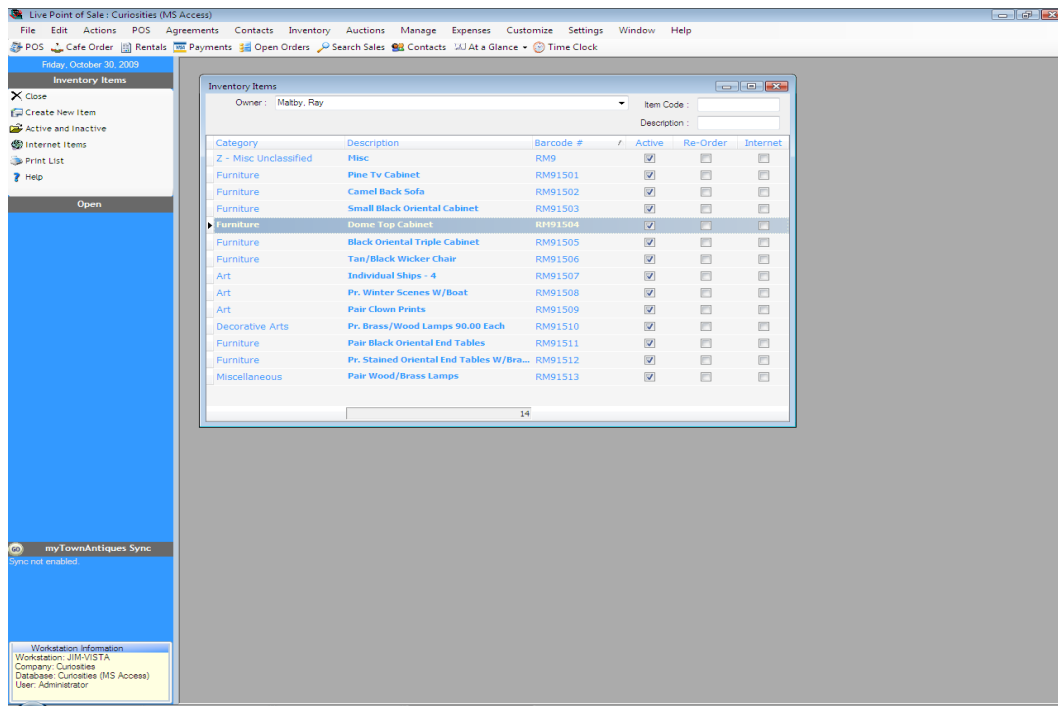 Live Point of Sale : Curiosities (MS Access)
File Edit Actions POS Agreements Contacts Inventory Auctions Manage Expenses Customize Settings Window Help
POS Cafe Order Rentals Payments Open Orders Search Sales Contacts At a Glance Time Clock
Friday, October 30, 2009
Inventory Items
Close
Create New Item
Active and Inactive
Internet Items
Print List
Help
Open
Inventory Items
Owner : Maltby, Ray Item Code :
Description :
Category Description Barcode # / Active Re-Order Internet
Z - Misc Unclassified Misc RM9
Furniture Pine Tv Cabinet RM91501
Furniture Camel Back Sofa RM91502
Furniture Small Black Oriental Cabinet RM91503
Furniture Dome Top Cabinet RM91504
Furniture Black Oriental Triple Cabinet RM91505
Furniture Tan/Black Wicker Chair RM91506
Art Individual Ships - 4 RM91507
Art Pr. Winter Scenes W/Boat RM91508
Art Pair Clown Prints RM91509
Decorative Arts Pr. Brass/Wood Lamps 90.00 Each RM91510
Furniture Pair Black Oriental End Tables RM91511
Furniture Pr. Stained Oriental End Tables W/Bra... RM91512
Miscellaneous Pair Wood/Brass Lamps RM91513
14
GO myTownAntiques Sync
Sync not enabled.
Workstation Information
Workstation: JIM-VISTA
Company: Curiosities
Database: Curiosities (MS Access)
User: Administrator